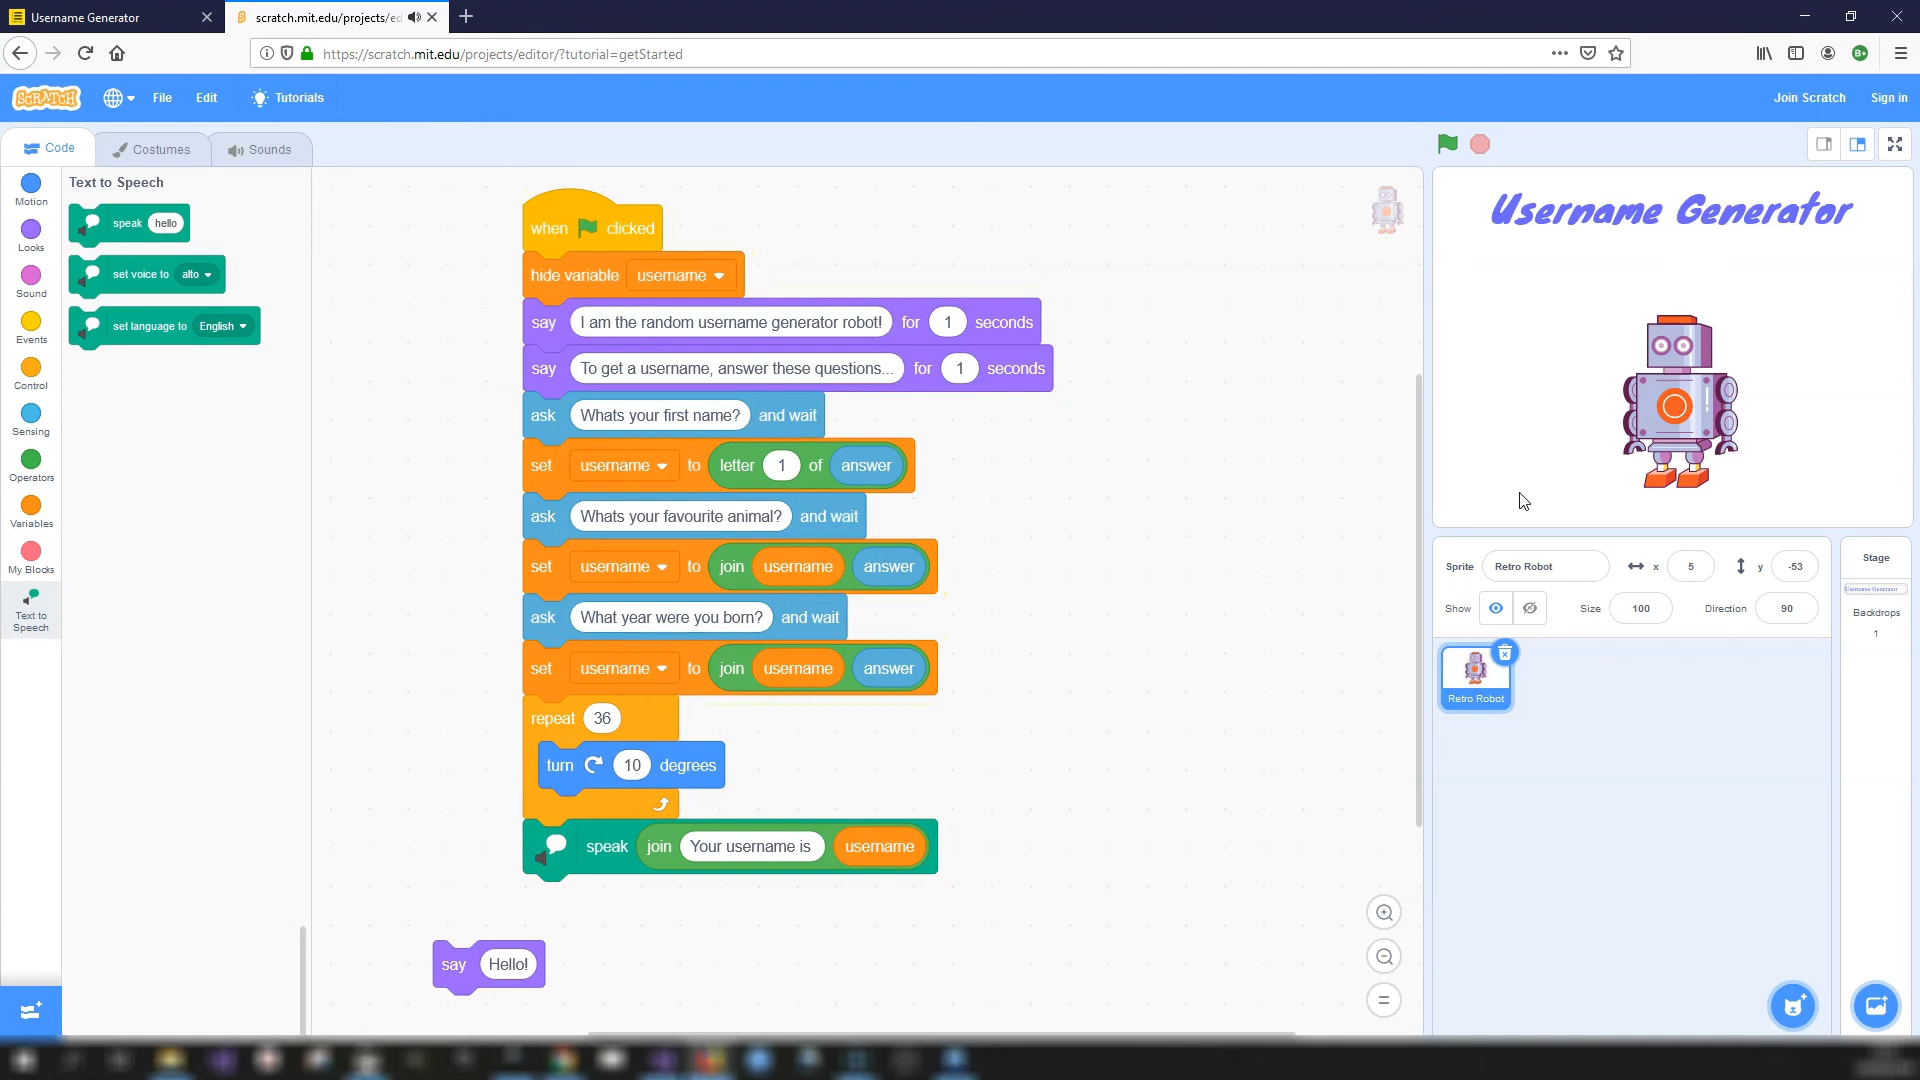 Username Generator
scratch.mit.edu/projects/ed
https://scratch.mit.edu/projects/editor/?tutorial=getStarted
B+
SCRATCH
File
Edit
Tutorials
Join Scratch
Sign in
Code
Costumes
Sounds
Motion
Looks
Sound
Events
Control
Sensing
Operators
Variables
My Blocks
Text to
Speech
Text to Speech
speak hello
set voice to alto
set language to English
when clicked
hide variable username
say I am the random username generator robot! for 1 seconds
say To get a username, answer these questions... for 1 seconds
ask Whats your first name? and wait
set username to letter 1 of answer
ask Whats your favourite animal? and wait
set username to join username answer
ask What year were you born? and wait
set username to join username answer
repeat 36
turn 10 degrees
speak join Your username is username
say Hello!
Username Generator
Sprite Retro Robot x 5 y -53
Show Size 100 Direction 90
Retro Robot
Stage
Username Generator
Backdrops
1